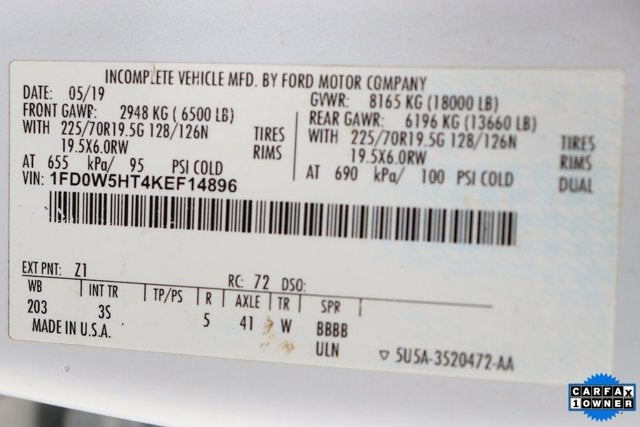 INCOMPLETE VEHICLE MFD. BY FORD MOTOR COMPANY
DATE: 05/19 GVWR: 8165 KG (18000 LB)
FRONT GAWR: 2948 KG ( 6500 LB) REAR GAWR: 6196 KG (13660 LB)
WITH 225/70R19.5G 128/126N TIRES WITH 225/70R19.5G 128/126N TIRES
19.5X6.0RW RIMS 19.5X6.0RW RIMS
AT 655 kPa/ 95 PSI COLD AT 690 kPa/ 100 PSI COLD DUAL
VIN: 1FD0W5HT4KEF14896
EXT PNT: Z1 RC: 72 DSO:
WB INT TR TP/PS R AXLE TR SPR
203 3S 5 41 W BBBB
MADE IN U.S.A. ULN ▽ 5U5A-3520472-AA
CARFAX
1 OWNER